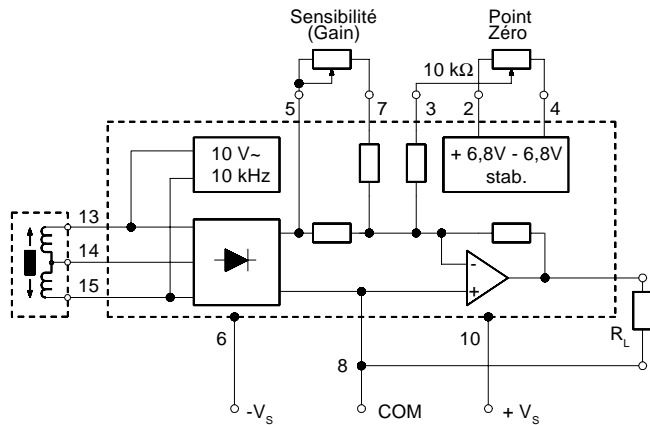 Sensibilité
(Gain)
Point
Zéro
10 kΩ
5
7
3
2
4
10 V~
10 kHz
+ 6,8V - 6,8V
stab.
13
14
15
-
+
6
8
10
R_L
-V_S
COM
+ V_S